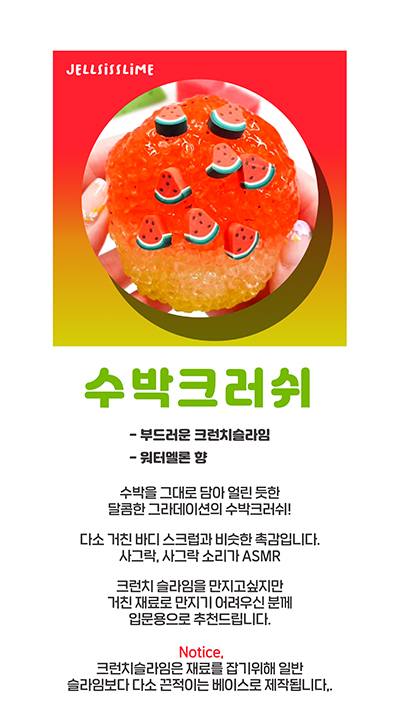 JELLSiSSLiME
수박크러쉬
- 부드러운 크런치슬라임
- 워터멜론 향
수박을 그대로 담아 얼린 듯한
달콤한 그라데이션의 수박크러쉬!
다소 거친 바디 스크럽과 비슷한 촉감입니다.
사그락, 사그락 소리가 ASMR
크런치 슬라임을 만지고싶지만
거친 재료로 만지기 어려우신 분께
입문용으로 추천드립니다.
Notice.
크런치슬라임은 재료를 잡기위해 일반
슬라임보다 다소 끈적이는 베이스로 제작됩니다,.